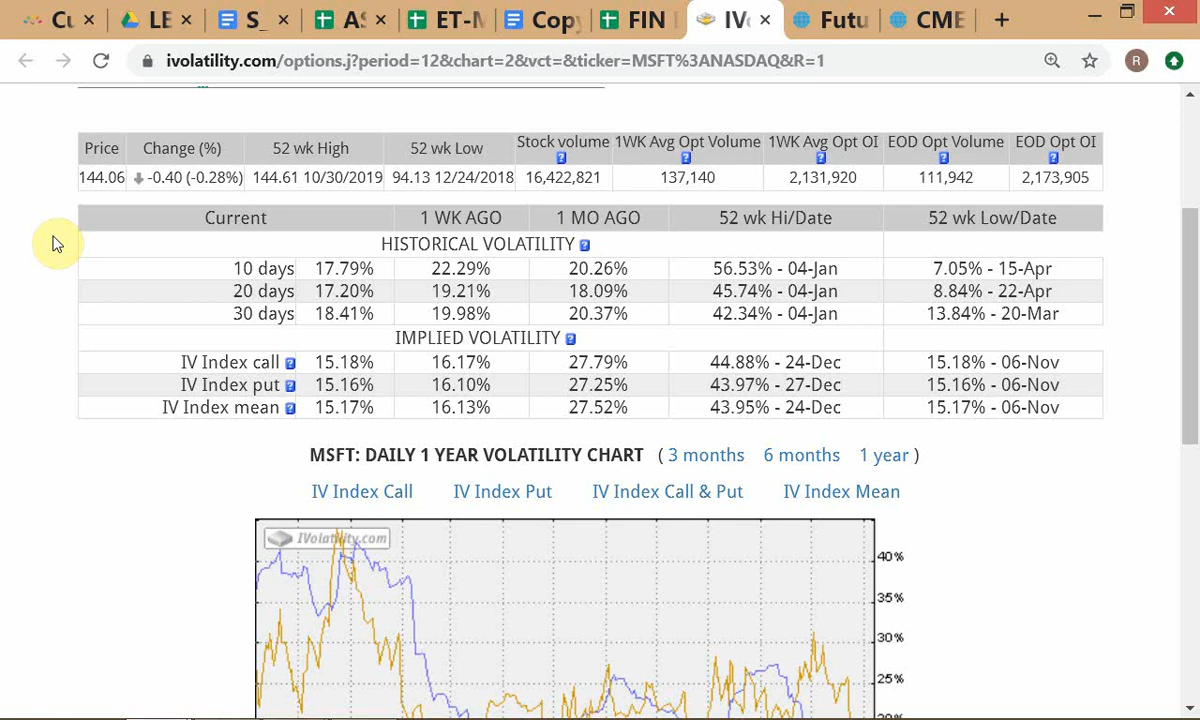 Cu LE S_ AS ET-M Copy FIN IVo Futu CME
ivolatility.com/options.j?period=12&chart=2&vct=&ticker=MSFT%3ANASDAQ&R=1 R
Price Change (%) 52 wk High 52 wk Low Stock volume 1WK Avg Opt Volume 1WK Avg Opt OI EOD Opt Volume EOD Opt OI
144.06 -0.40 (-0.28%) 144.61 10/30/2019 94.13 12/24/2018 16,422,821 137,140 2,131,920 111,942 2,173,905
Current 1 WK AGO 1 MO AGO 52 wk Hi/Date 52 wk Low/Date
HISTORICAL VOLATILITY
10 days 17.79% 22.29% 20.26% 56.53% - 04-Jan 7.05% - 15-Apr
20 days 17.20% 19.21% 18.09% 45.74% - 04-Jan 8.84% - 22-Apr
30 days 18.41% 19.98% 20.37% 42.34% - 04-Jan 13.84% - 20-Mar
IMPLIED VOLATILITY
IV Index call 15.18% 16.17% 27.79% 44.88% - 24-Dec 15.18% - 06-Nov
IV Index put 15.16% 16.10% 27.25% 43.97% - 27-Dec 15.16% - 06-Nov
IV Index mean 15.17% 16.13% 27.52% 43.95% - 24-Dec 15.17% - 06-Nov
MSFT: DAILY 1 YEAR VOLATILITY CHART ( 3 months 6 months 1 year )
IV Index Call IV Index Put IV Index Call & Put IV Index Mean
IVolatility.com
40%
35%
30%
25%
20%